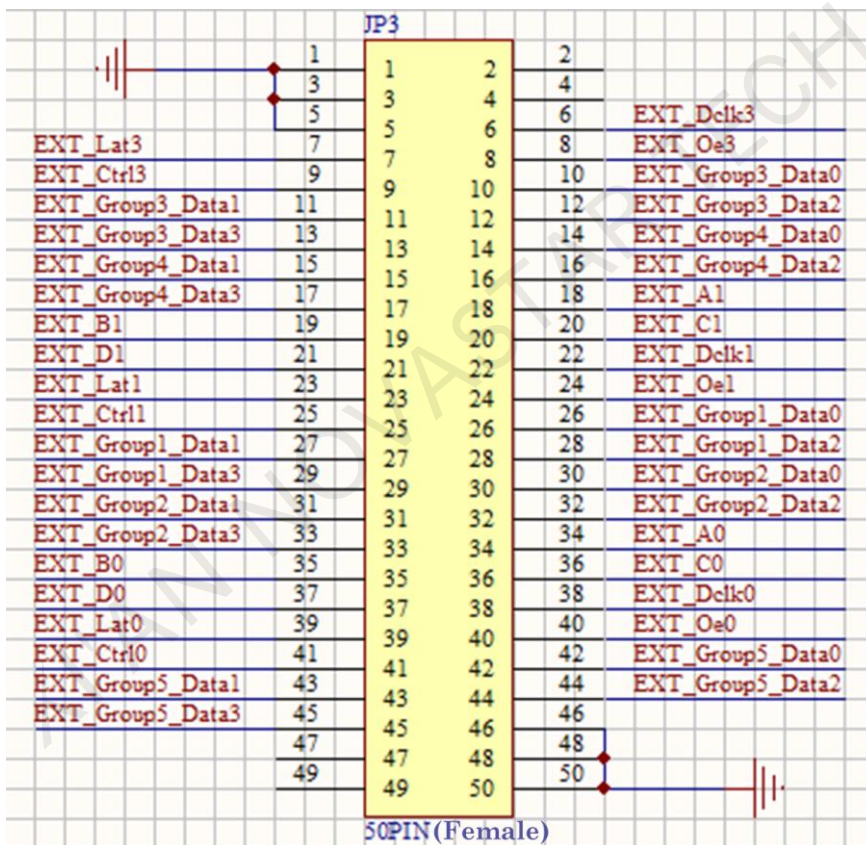 JP3
1 1 2 2
3 3 4 4
5 5 6 6 EXT_Dclk3
EXT_Lat3 7 7 8 8 EXT_Oe3
EXT_Ctrl3 9 9 10 10 EXT_Group3_Data0
EXT_Group3_Data1 11 11 12 12 EXT_Group3_Data2
EXT_Group3_Data3 13 13 14 14 EXT_Group4_Data0
EXT_Group4_Data1 15 15 16 16 EXT_Group4_Data2
EXT_Group4_Data3 17 17 18 18 EXT_A1
EXT_B1 19 19 20 20 EXT_C1
EXT_D1 21 21 22 22 EXT_Dclk1
EXT_Lat1 23 23 24 24 EXT_Oe1
EXT_Ctrl1 25 25 26 26 EXT_Group1_Data0
EXT_Group1_Data1 27 27 28 28 EXT_Group1_Data2
EXT_Group1_Data3 29 29 30 30 EXT_Group2_Data0
EXT_Group2_Data1 31 31 32 32 EXT_Group2_Data2
EXT_Group2_Data3 33 33 34 34 EXT_A0
EXT_B0 35 35 36 36 EXT_C0
EXT_D0 37 37 38 38 EXT_Dclk0
EXT_Lat0 39 39 40 40 EXT_Oe0
EXT_Ctrl0 41 41 42 42 EXT_Group5_Data0
EXT_Group5_Data1 43 43 44 44 EXT_Group5_Data2
EXT_Group5_Data3 45 45 46 46
47 47 48 48
49 49 50 50
50PIN(Female)
XI'AN NOVASTAR TECH